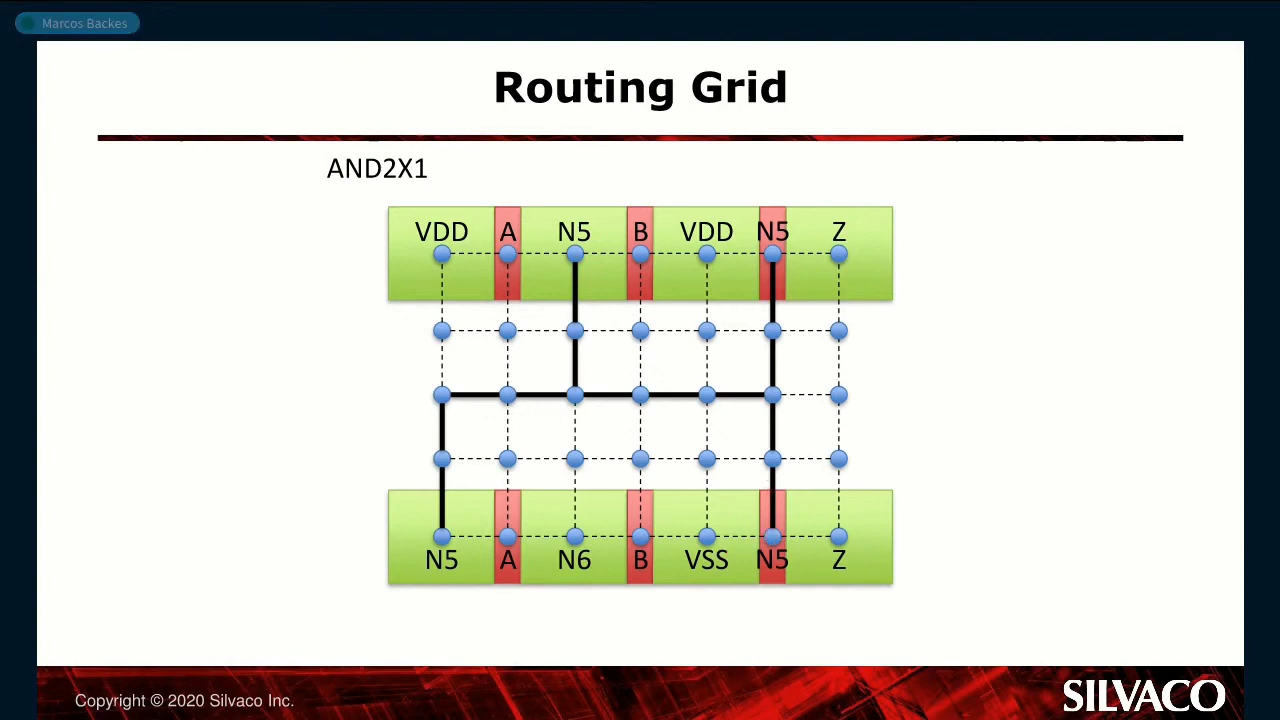 Marcos Backes
Routing Grid
AND2X1
VDD A N5 B VDD N5 Z
N5 A N6 B VSS N5 Z
Copyright © 2020 Silvaco Inc.
SILVACO